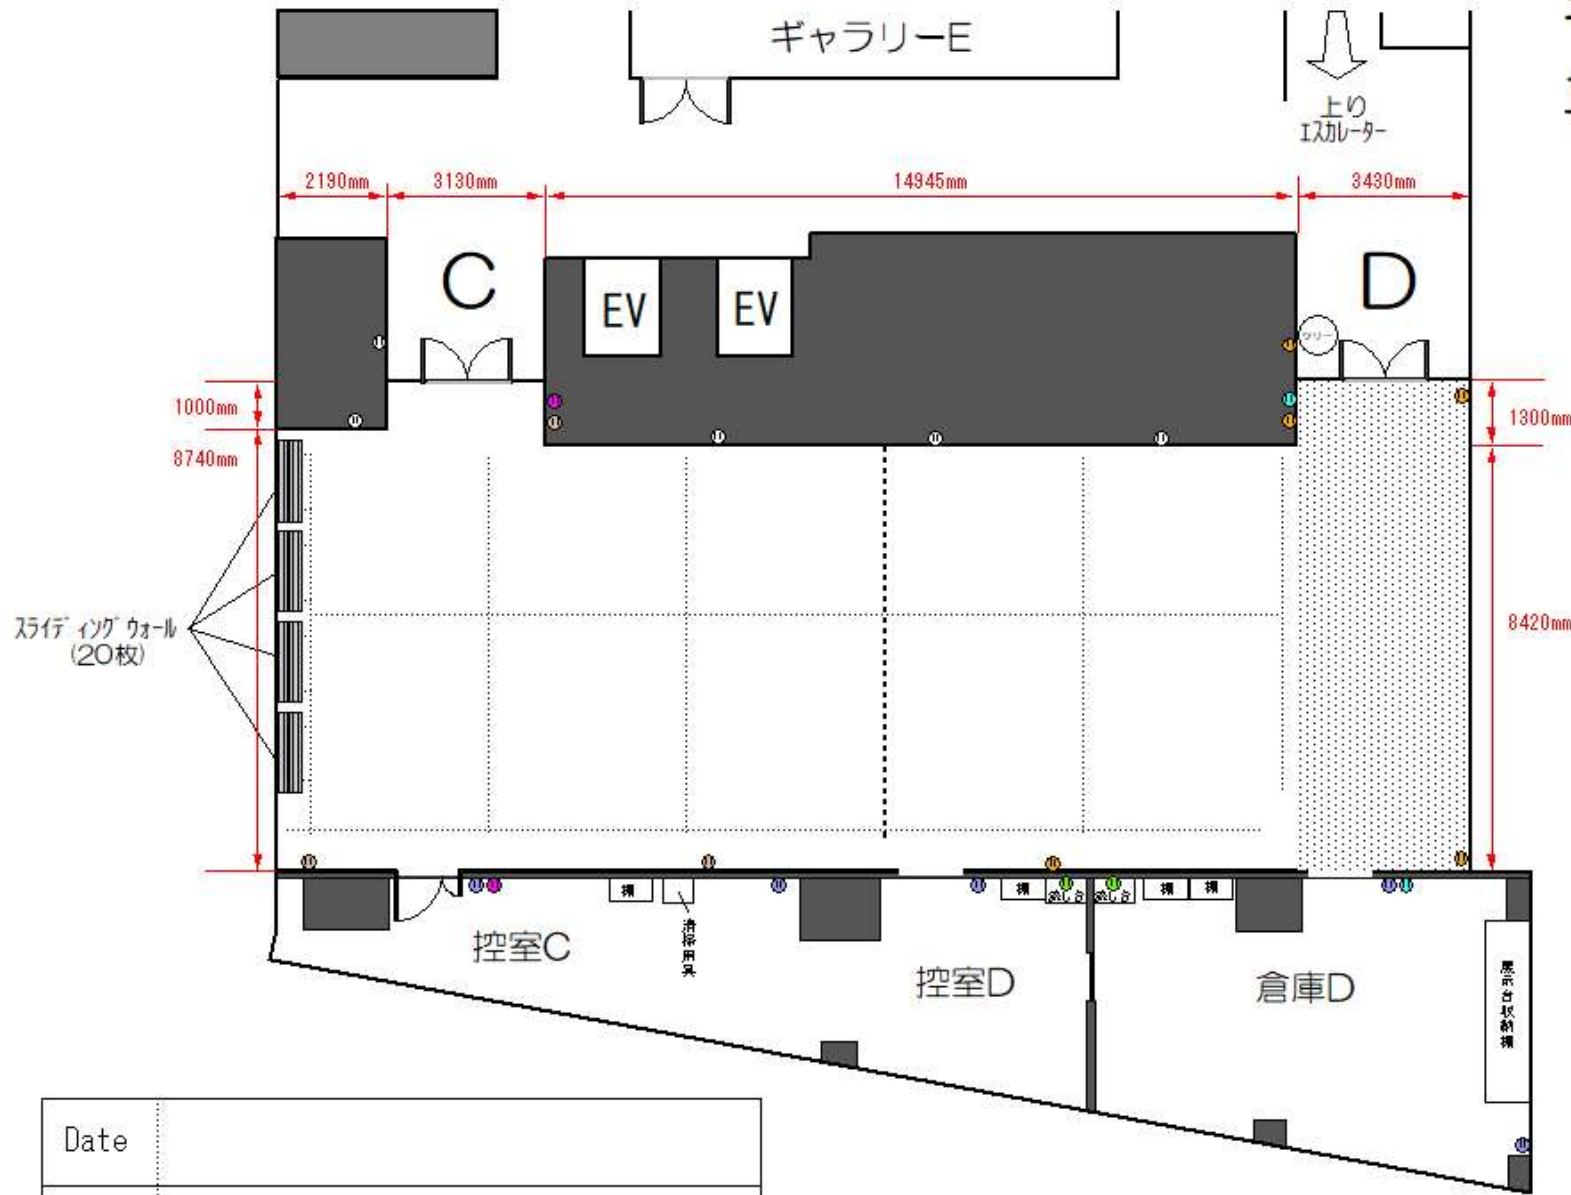 ギャラリーE
上り
エスカレーター
2190mm
3130mm
14945mm
3430mm
C
EV
EV
D
ツリー
1000mm
8740mm
1300mm
8420mm
スライディングウォール
(20枚)
棚
清掃用具
棚
流し台
流し台
棚
棚
控室C
控室D
倉庫D
展示台収納棚
Date